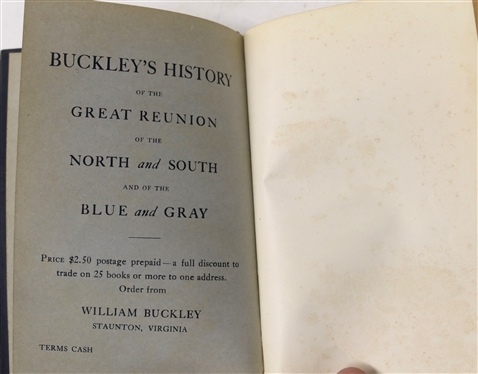 BUCKLEY'S HISTORY
OF THE
GREAT REUNION
OF THE
NORTH and SOUTH
AND OF THE
BLUE and GRAY
PRICE $2.50 postage prepaid—a full discount to
trade on 25 books or more to one address.
Order from
WILLIAM BUCKLEY
STAUNTON, VIRGINIA
TERMS CASH